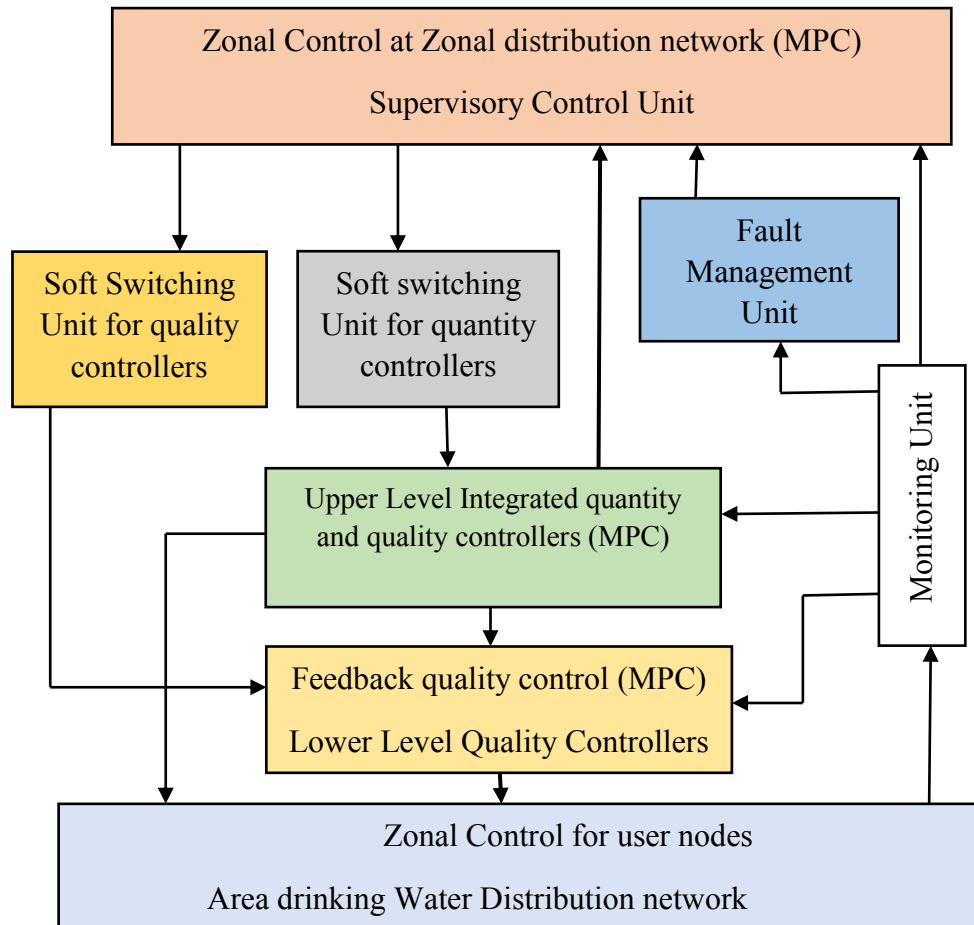 Zonal Control at Zonal distribution network (MPC)
Supervisory Control Unit
Fault
Management
Unit
Soft Switching
Unit for quality
controllers
Soft switching
Unit for quantity
controllers
Monitoring Unit
Upper Level Integrated quantity
and quality controllers (MPC)
Feedback quality control (MPC)
Lower Level Quality Controllers
Zonal Control for user nodes
Area drinking Water Distribution network